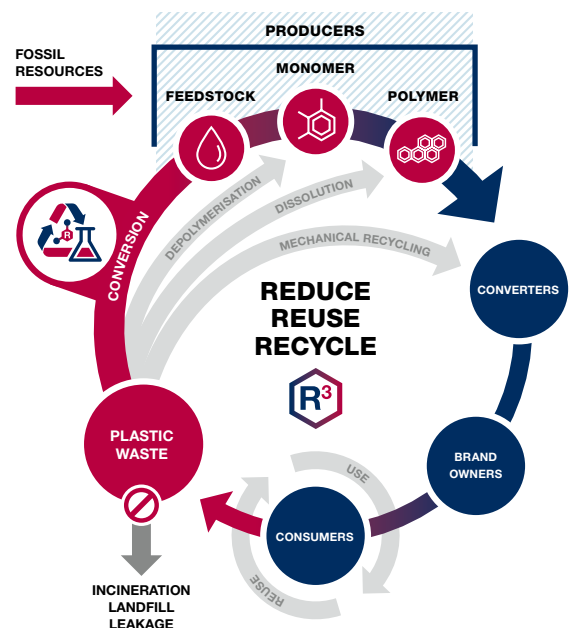 PRODUCERS
FOSSIL
RESOURCES
MONOMER
FEEDSTOCK
POLYMER
CONVERSION
R
DEPOLYMERISATION
DISSOLUTION
MECHANICAL RECYCLING
REDUCE
REUSE
RECYCLE
R³
CONVERTERS
PLASTIC
WASTE
BRAND
OWNERS
USE
CONSUMERS
REUSE
INCINERATION
LANDFILL
LEAKAGE